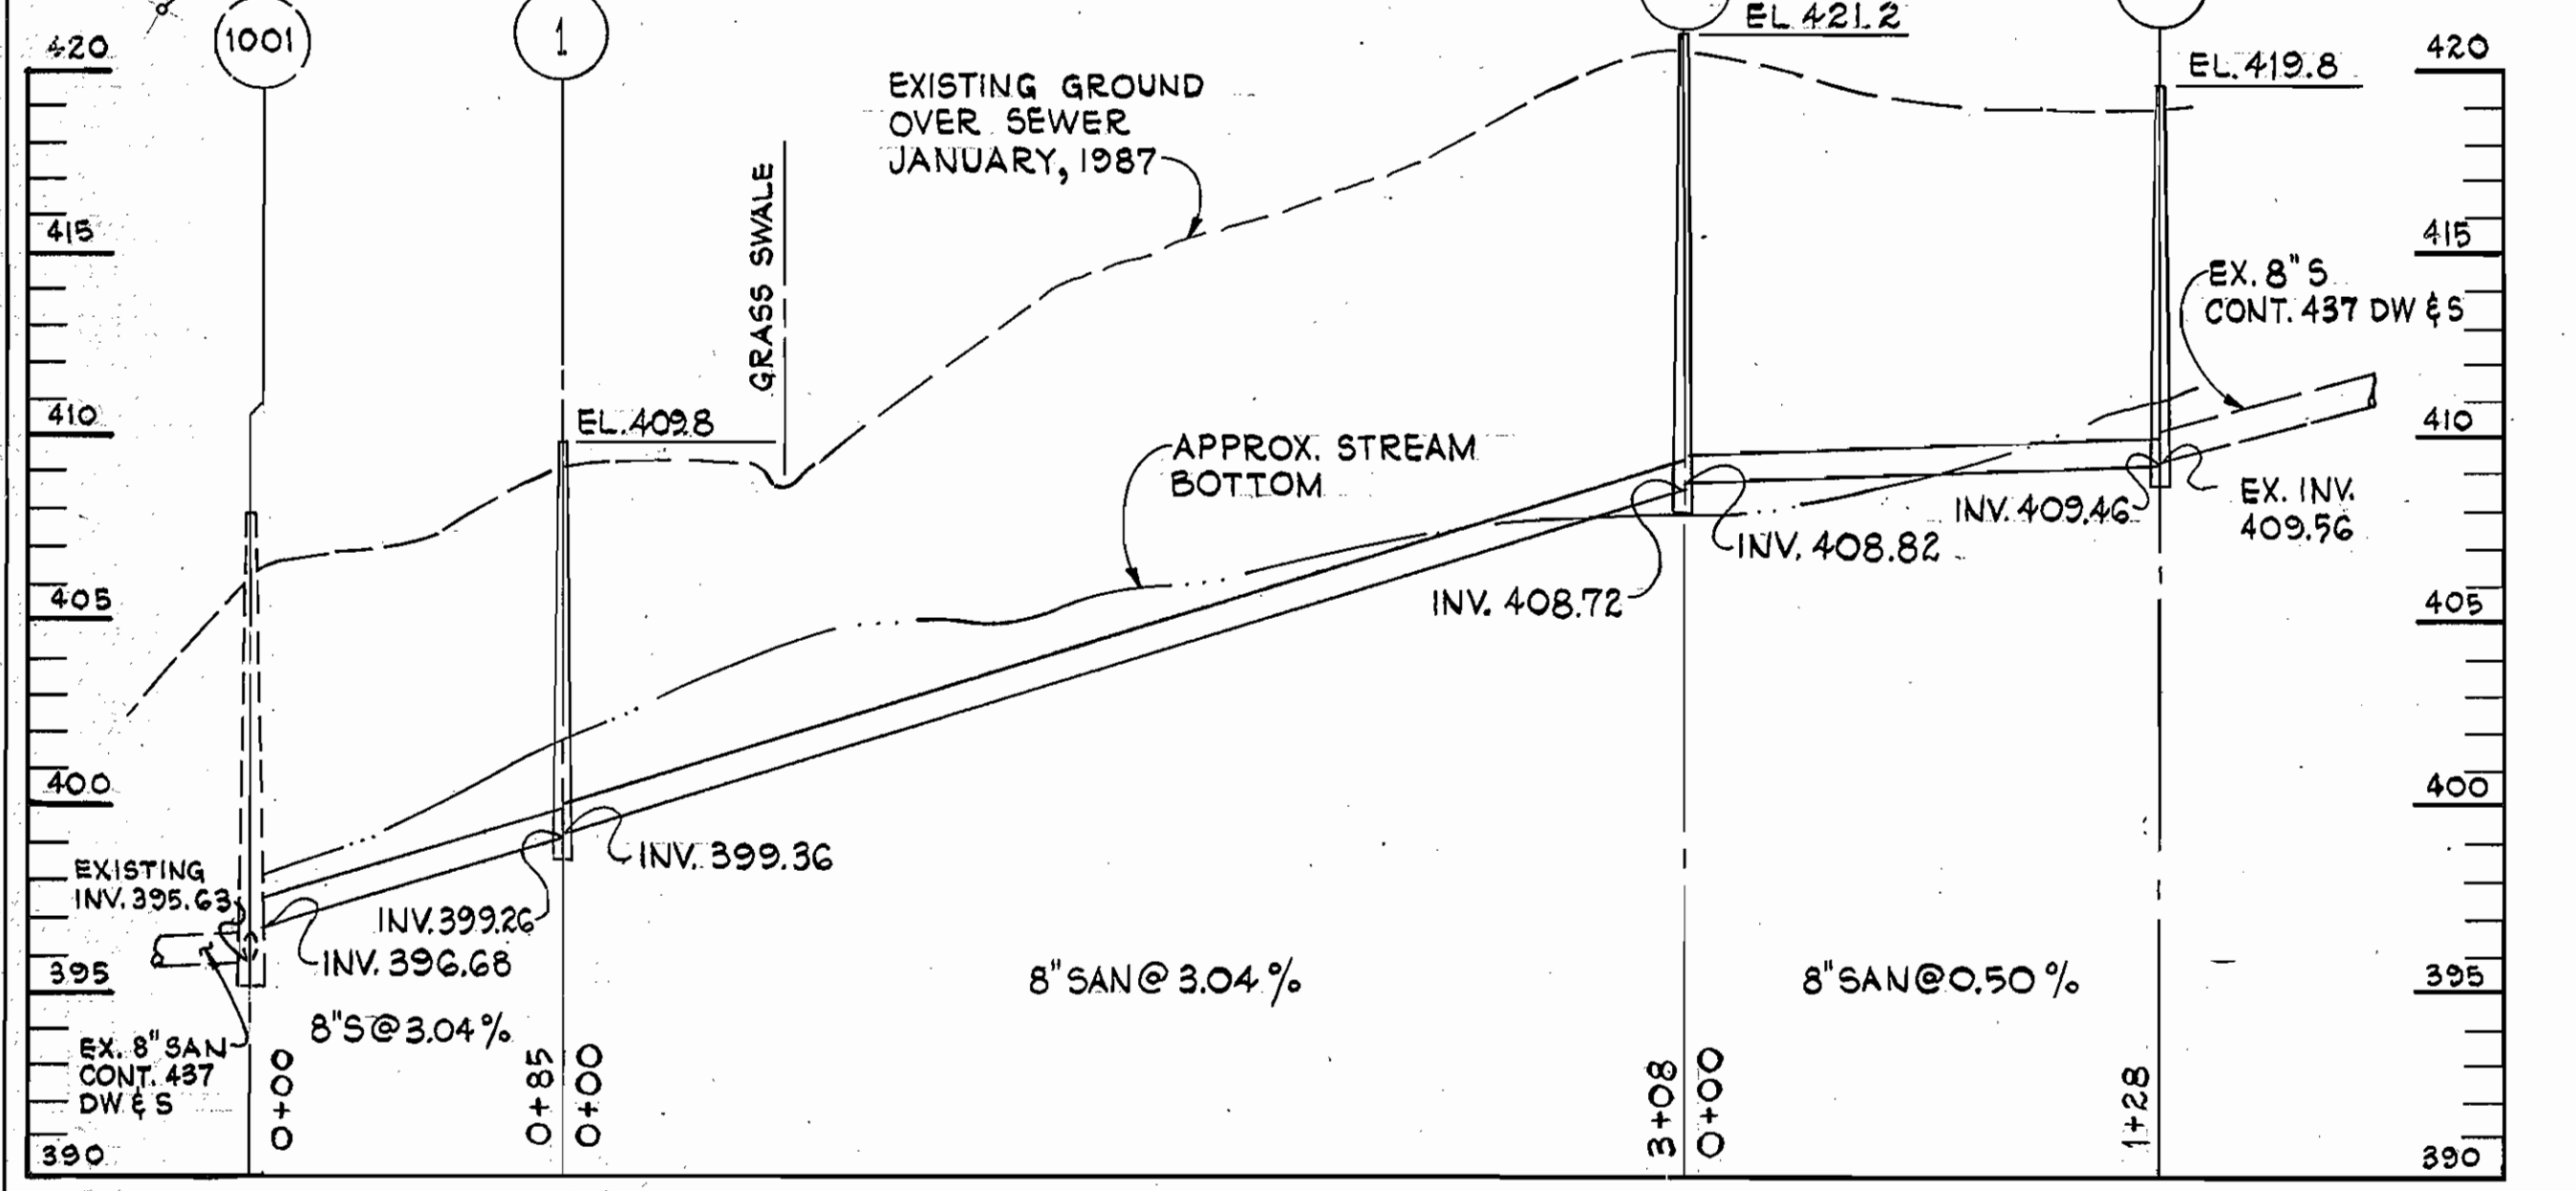 1001
1
EL. 421.2
420
420
EL. 419.8
EXISTING GROUND
OVER SEWER
JANUARY, 1987
GRASS SWALE
415
415
EX. 8" S
CONT. 437 DW & S
410
EL. 409.8
410
APPROX. STREAM
BOTTOM
INV. 409.46
EX. INV.
409.56
INV. 408.82
INV. 408.72
405
405
400
400
INV. 399.36
EXISTING
INV. 395.63
INV. 399.26
INV. 396.68
395
8" SAN @ 3.04 %
8" SAN @ 0.50 %
395
8" S @ 3.04 %
EX. 8" SAN
CONT. 437
DW & S
0+00
0+85
0+00
3+08
0+00
1+28
390
390